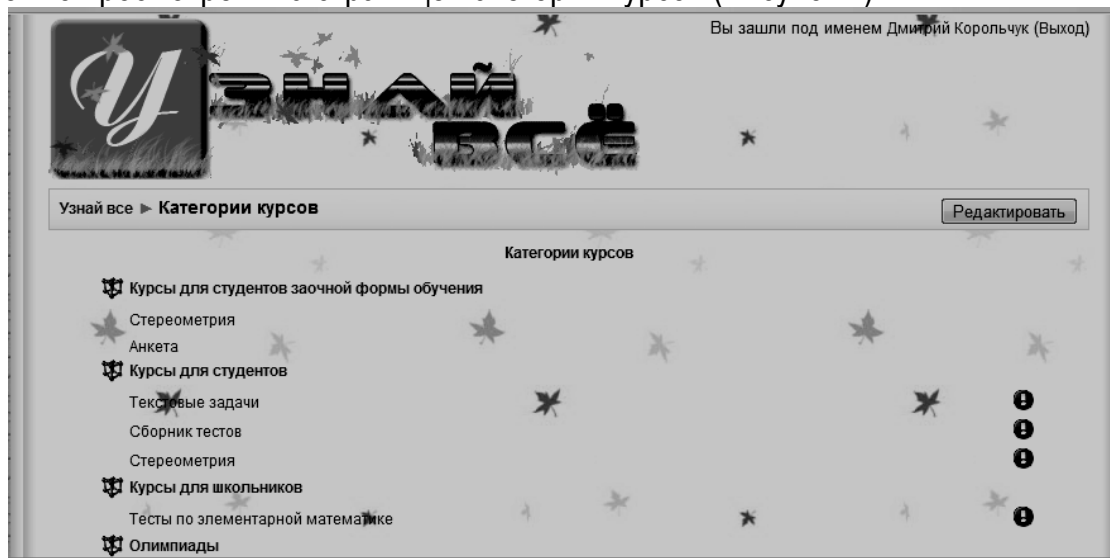 Вы зашли под именем Дмитрий Корольчук (Выход)
УЗНАЙ
ВСЁ
Узнай все ► Категории курсов
Редактировать
Категории курсов
Курсы для студентов заочной формы обучения
Стереометрия
Анкета
Курсы для студентов
Текстовые задачи
Сборник тестов
Стереометрия
Курсы для школьников
Тесты по элементарной математике
Олимпиады